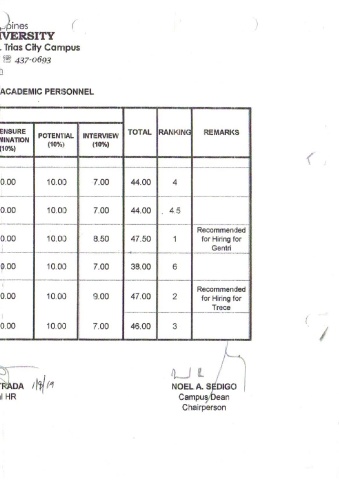 pines
IVERSITY
. Trias City Campus
☏ 437-0693
ACADEMIC PERSONNEL
ENSURE MINATION (10%) POTENTIAL (10%) INTERVIEW (10%) TOTAL RANKING REMARKS
0.00 10.00 7.00 44.00 4
0.00 10.00 7.00 44.00 4.5
0.00 10.00 8.50 47.50 1 Recommended for Hiring for Gentri
0.00 10.00 7.00 38.00 6
0.00 10.00 9.00 47.00 2 Recommended for Hiring for Trece
0.00 10.00 7.00 46.00 3
TRADA 1/9/19
l HR
NOEL A. SEDIGO
Campus Dean
Chairperson